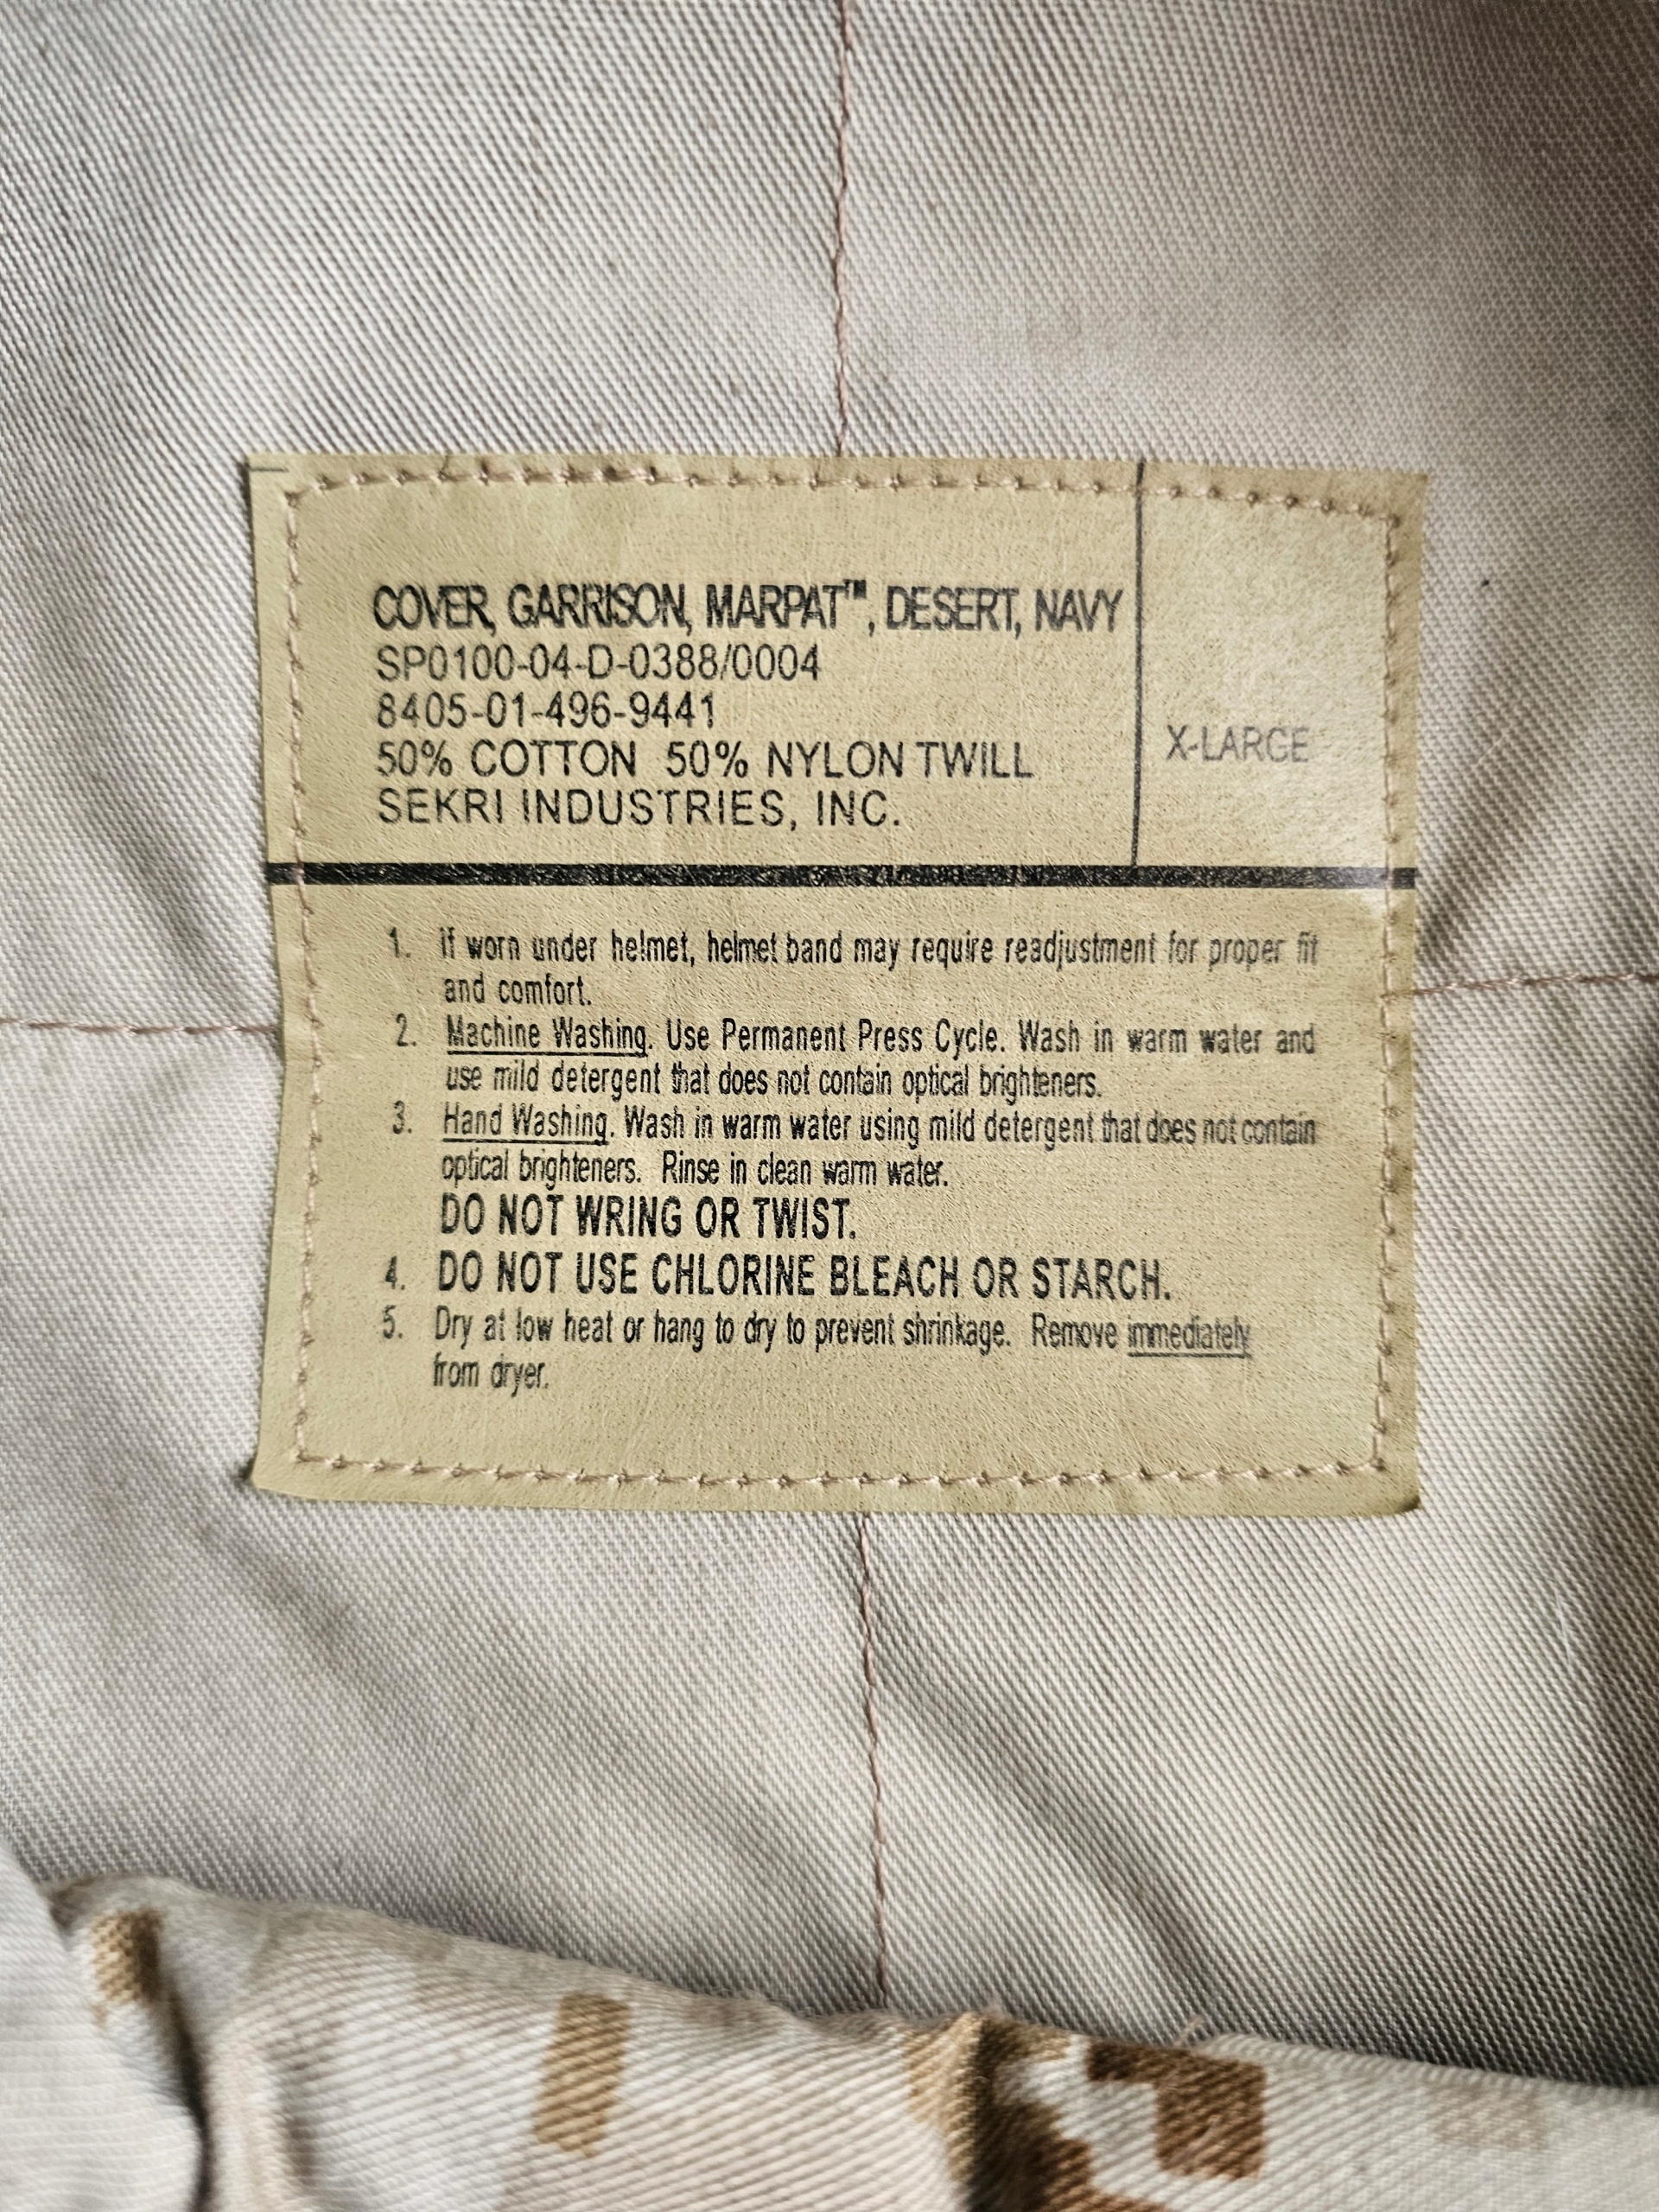 COVER, GARRISON, MARPAT™, DESERT, NAVY
SP0100-04-D-0388/0004
8405-01-496-9441
50% COTTON 50% NYLON TWILL
SEKRI INDUSTRIES, INC.
X-LARGE
1. If worn under helmet, helmet band may require readjustment for proper fit
and comfort.
2. Machine Washing. Use Permanent Press Cycle. Wash in warm water and
use mild detergent that does not contain optical brighteners.
3. Hand Washing. Wash in warm water using mild detergent that does not contain
optical brighteners. Rinse in clean warm water.
DO NOT WRING OR TWIST.
4. DO NOT USE CHLORINE BLEACH OR STARCH.
5. Dry at low heat or hang to dry to prevent shrinkage. Remove immediately
from dryer.